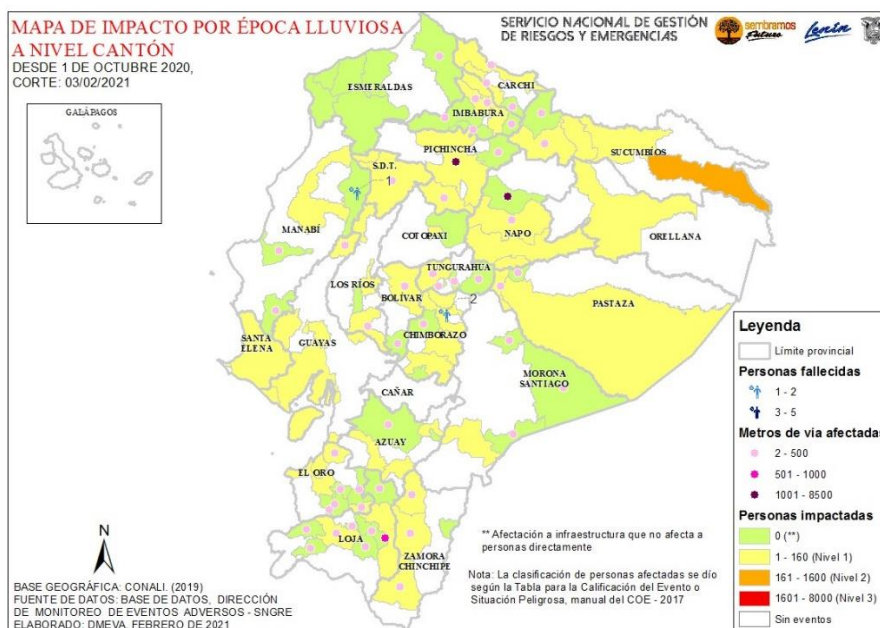 MAPA DE IMPACTO POR ÉPOCA LLUVIOSA
A NIVEL CANTÓN
DESDE 1 DE OCTUBRE 2020,
CORTE: 03/02/2021
SERVICIO NACIONAL DE GESTIÓN
DE RIESGOS Y EMERGENCIAS
sembramos
Futuro
Lenín
GALÁPAGOS
ESMERALDAS
CARCHI
IMBABURA
PICHINCHA
SUCUMBÍOS
S.D.T.
1
MANABÍ
COTOPAXI
NAPO
ORELLANA
TUNGURAHUA
LOS RÍOS
BOLÍVAR
2
PASTAZA
CHIMBORAZO
SANTA
ELENA
GUAYAS
MORONA
SANTIAGO
CAÑAR
AZUAY
EL ORO
LOJA
ZAMORA
CHINCHIPE
Leyenda
Límite provincial
Personas fallecidas
1 - 2
3 - 5
Metros de vía afectadas
2 - 500
501 - 1000
1001 - 8500
Personas impactadas
0 (**)
1 - 160 (Nivel 1)
161 - 1600 (Nivel 2)
1601 - 8000 (Nivel 3)
Sin eventos
** Afectación a infraestructura que no afecta a
personas directamente
Nota: La clasificación de personas afectadas se dío
según la Tabla para la Calificación del Evento o
Situación Peligrosa, manual del COE - 2017
N
BASE GEOGRÁFICA: CONALI. (2019)
FUENTE DE DATOS: BASE DE DATOS, DIRECCIÓN
DE MONITOREO DE EVENTOS ADVERSOS - SNGRE
ELABORADO: DMEVA, FEBRERO DE 2021